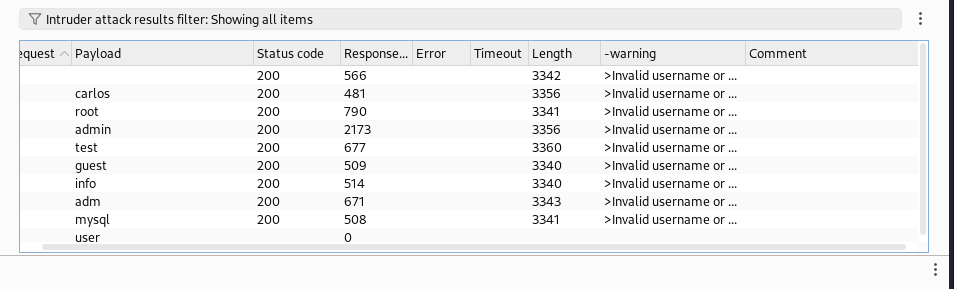 Intruder attack results filter: Showing all items
equest Payload Status code Response... Error Timeout Length -warning Comment
200 566 3342 >Invalid username or ...
carlos 200 481 3356 >Invalid username or ...
root 200 790 3341 >Invalid username or ...
admin 200 2173 3356 >Invalid username or ...
test 200 677 3360 >Invalid username or ...
guest 200 509 3340 >Invalid username or ...
info 200 514 3340 >Invalid username or ...
adm 200 671 3343 >Invalid username or ...
mysql 200 508 3341 >Invalid username or ...
user 0